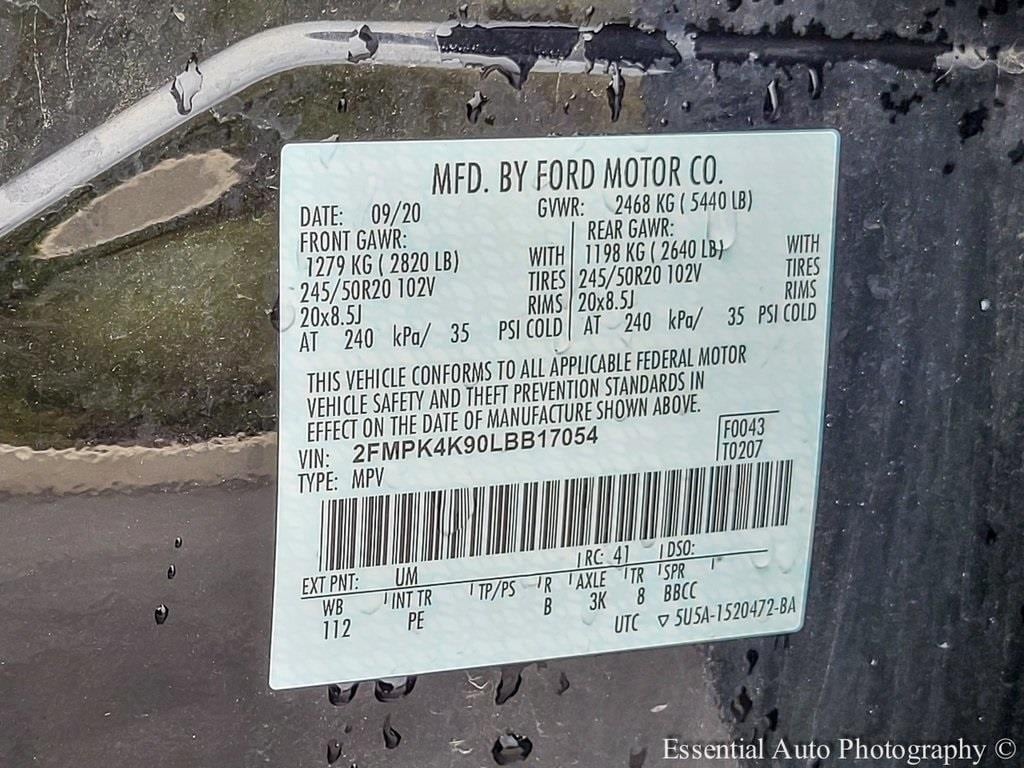 MFD. BY FORD MOTOR CO.
DATE: 09/20 GVWR: 2468 KG ( 5440 LB)
FRONT GAWR: REAR GAWR:
1279 KG ( 2820 LB) WITH 1198 KG ( 2640 LB) WITH
245/50R20 102V TIRES 245/50R20 102V TIRES
20x8.5J RIMS 20x8.5J RIMS
AT 240 kPa/ 35 PSI COLD AT 240 kPa/ 35 PSI COLD
THIS VEHICLE CONFORMS TO ALL APPLICABLE FEDERAL MOTOR
VEHICLE SAFETY AND THEFT PREVENTION STANDARDS IN
EFFECT ON THE DATE OF MANUFACTURE SHOWN ABOVE.
VIN: 2FMPK4K90LBB17054 F0043
TYPE: MPV T0207
EXT PNT: UM RC: 41 DSO:
WB INT TR TP/PS R AXLE TR SPR
112 PE B 3K 8 BBCC
UTC ▽ 5U5A-1520472-BA
Essential Auto Photography ©